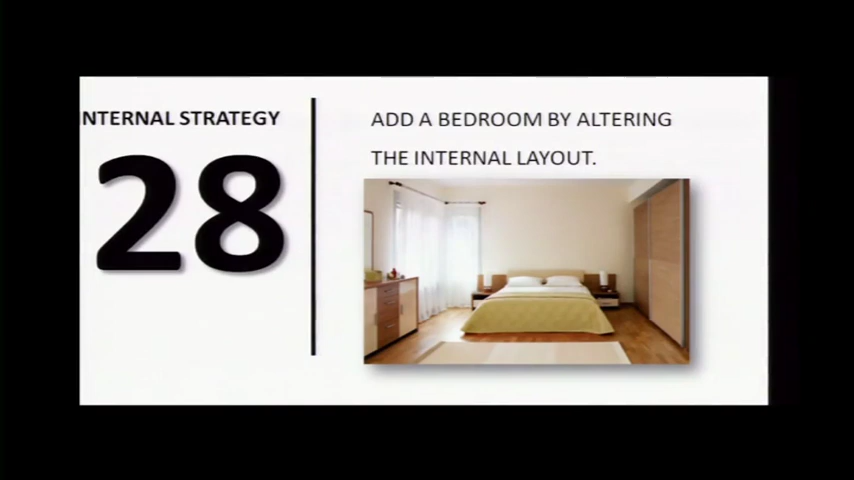 NTERNAL STRATEGY
28
ADD A BEDROOM BY ALTERING
THE INTERNAL LAYOUT.